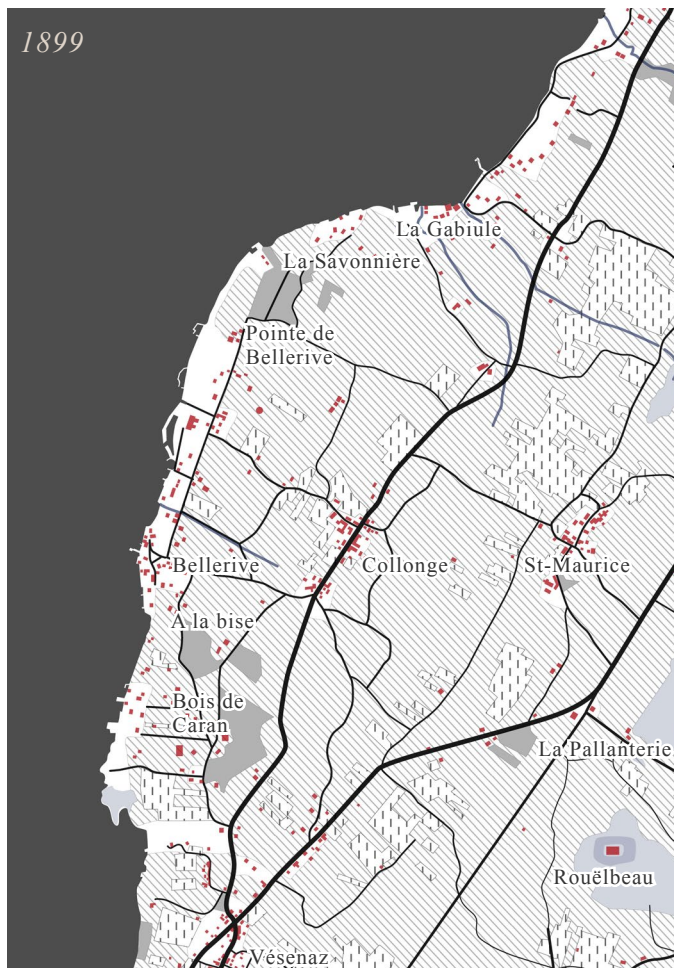 1899
La Gabiule
La Savonnière
Pointe de
Bellerive
Bellerive
Collonge
St-Maurice
A la bise
Bois de
Caran
La Pallanterie
Rouëlbeau
Vésenaz